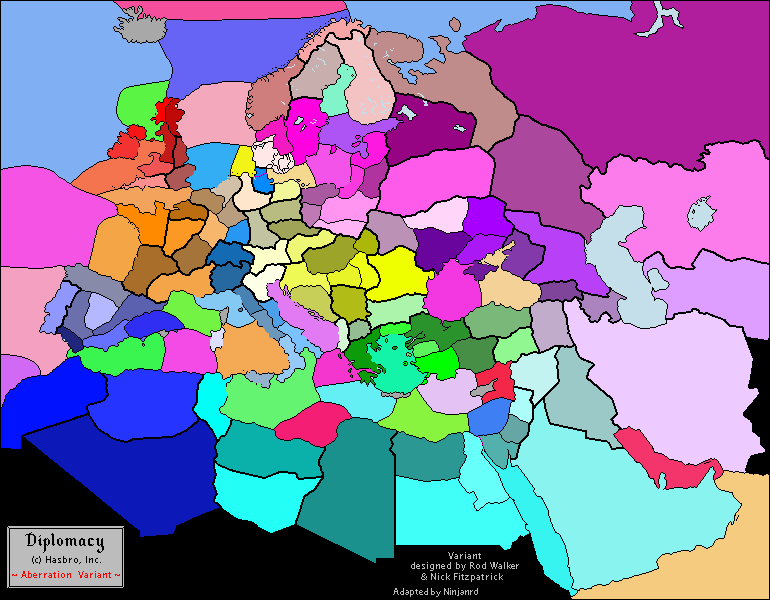 Diplomacy
(c) Hasbro, Inc.
~ Aberration Variant ~
Variant
designed by Rod Walker
& Nick Fitzpatrick
Adapted by Ninjanrd